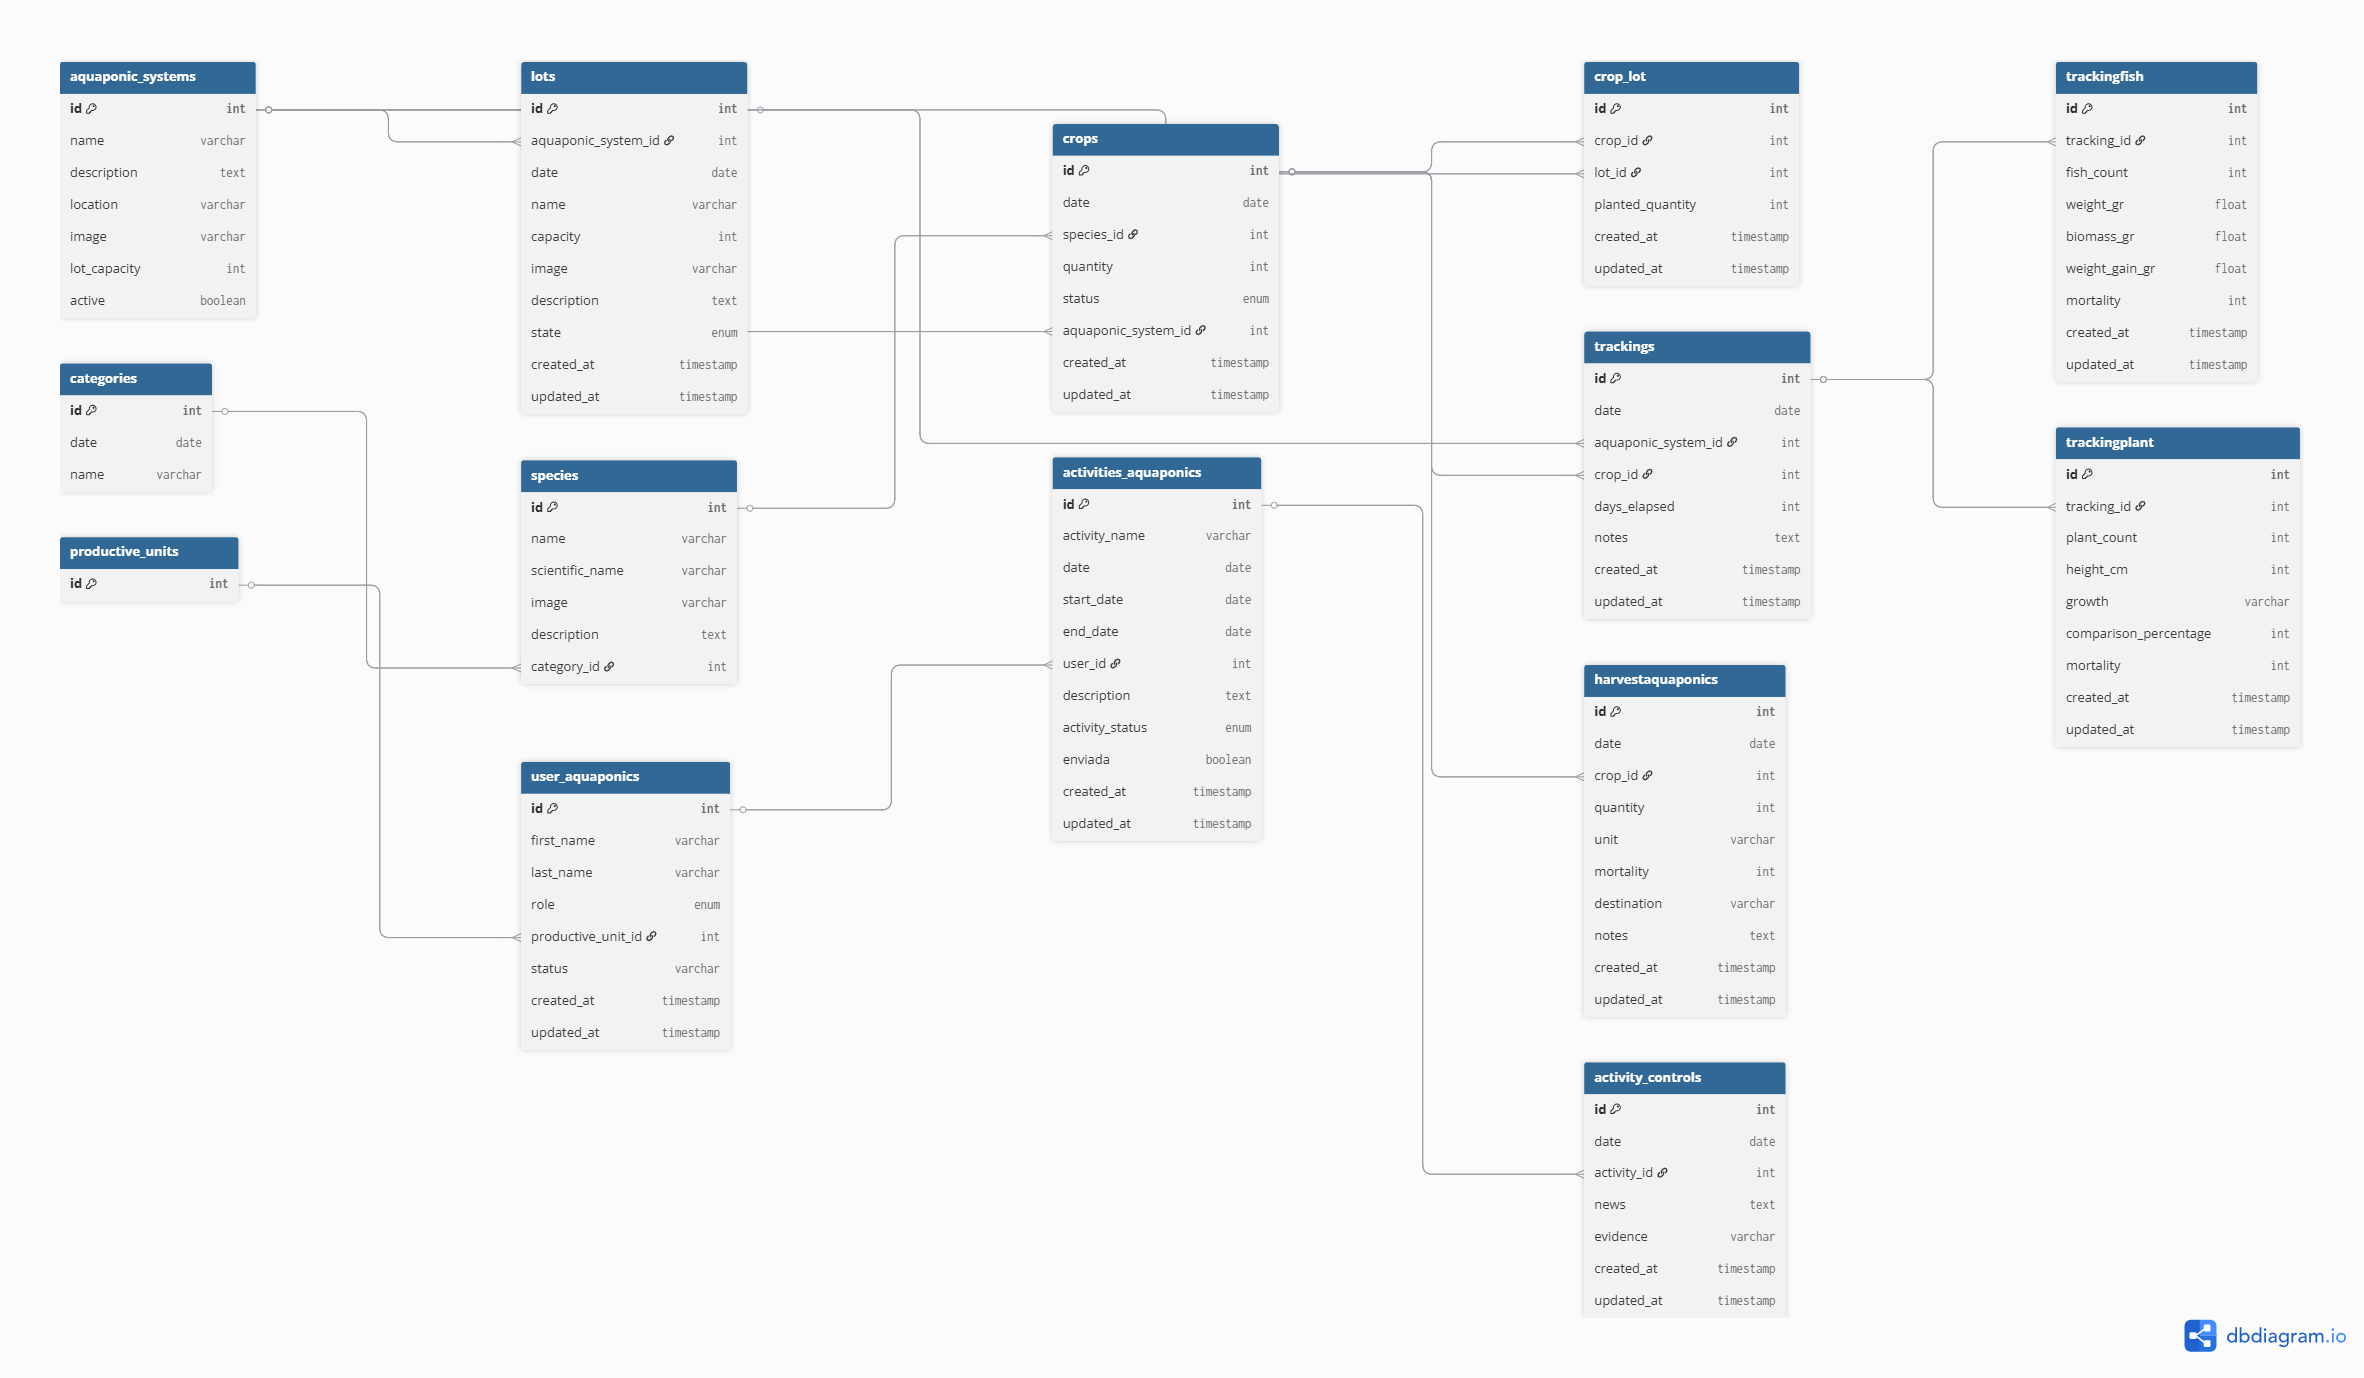 aquaponic_systems
id int
name varchar
description text
location varchar
image varchar
lot_capacity int
active boolean
categories
id int
date date
name varchar
productive_units
id int
lots
id int
aquaponic_system_id int
date date
name varchar
capacity int
image varchar
description text
state enum
created_at timestamp
updated_at timestamp
species
id int
name varchar
scientific_name varchar
image varchar
description text
category_id int
user_aquaponics
id int
first_name varchar
last_name varchar
role enum
productive_unit_id int
status varchar
created_at timestamp
updated_at timestamp
crops
id int
date date
species_id int
quantity int
status enum
aquaponic_system_id int
created_at timestamp
updated_at timestamp
activities_aquaponics
id int
activity_name varchar
date date
start_date date
end_date date
user_id int
description text
activity_status enum
enviada boolean
created_at timestamp
updated_at timestamp
crop_lot
id int
crop_id int
lot_id int
planted_quantity int
created_at timestamp
updated_at timestamp
trackings
id int
date date
aquaponic_system_id int
crop_id int
days_elapsed int
notes text
created_at timestamp
updated_at timestamp
harvestaquaponics
id int
date date
crop_id int
quantity int
unit varchar
mortality int
destination varchar
notes text
created_at timestamp
updated_at timestamp
activity_controls
id int
date date
activity_id int
news text
evidence varchar
created_at timestamp
updated_at timestamp
trackingfish
id int
tracking_id int
fish_count int
weight_gr float
biomass_gr float
weight_gain_gr float
mortality int
created_at timestamp
updated_at timestamp
trackingplant
id int
tracking_id int
plant_count int
height_cm int
growth varchar
comparison_percentage int
mortality int
created_at timestamp
updated_at timestamp
dbdiagram.io